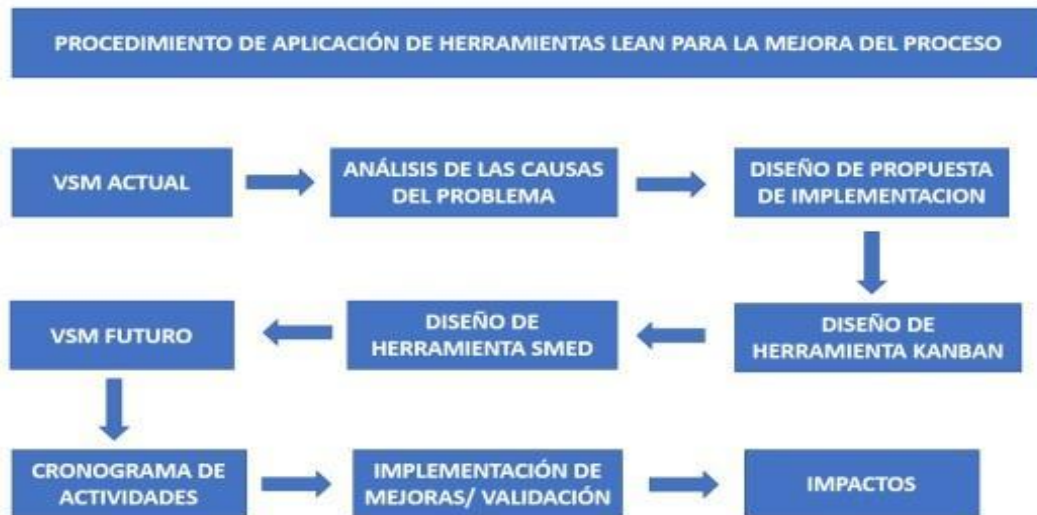 PROCEDIMIENTO DE APLICACIÓN DE HERRAMIENTAS LEAN PARA LA MEJORA DEL PROCESO
VSM ACTUAL
ANÁLISIS DE LAS CAUSAS
DEL PROBLEMA
DISEÑO DE PROPUESTA
DE IMPLEMENTACION
VSM FUTURO
DISEÑO DE
HERRAMIENTA SMED
DISEÑO DE
HERRAMIENTA KANBAN
CRONOGRAMA DE
ACTIVIDADES
IMPLEMENTACIÓN DE
MEJORAS/ VALIDACIÓN
IMPACTOS